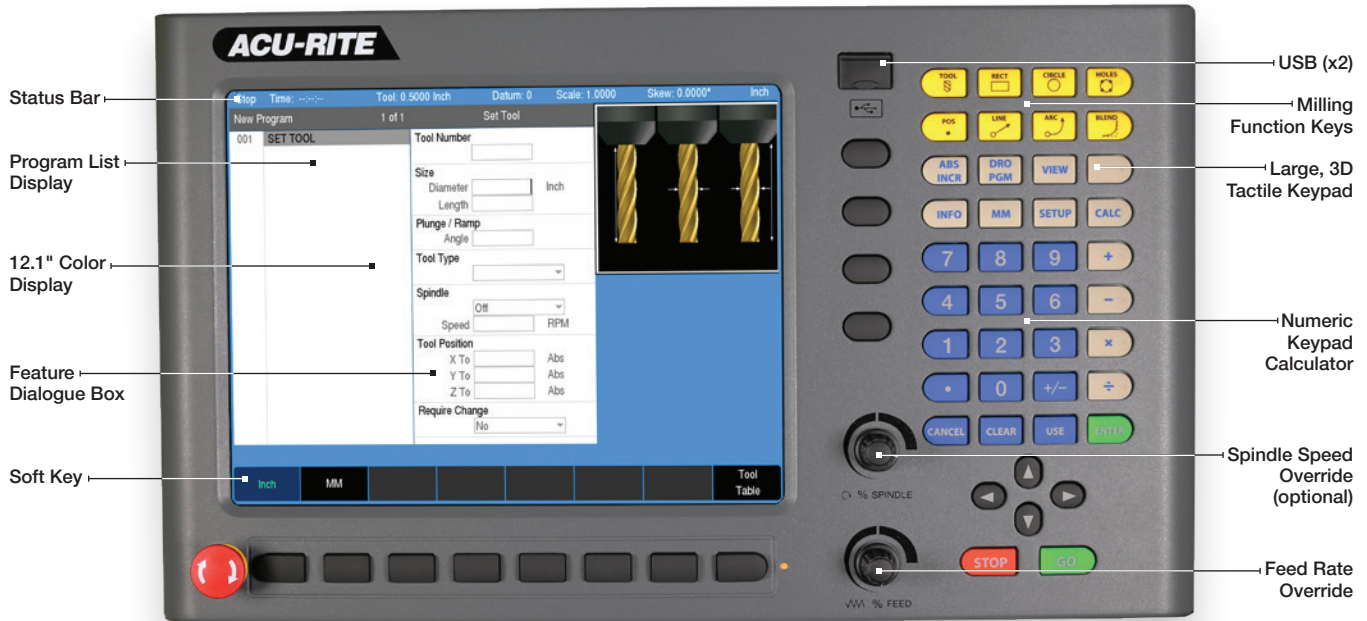 ACU-RITE
Status Bar
Program List
Display
12.1" Color
Display
Feature
Dialogue Box
Soft Key
Stop Time: --:--:-- Tool: 0.5000 Inch Datum: 0 Scale: 1.0000 Skew: 0.0000° Inch
New Program 1 of 1 Set Tool
001 SET TOOL
Tool Number
Size
Diameter Inch
Length
Plunge / Ramp
Angle
Tool Type
Spindle
Off
Speed RPM
Tool Position
X To Abs
Y To Abs
Z To Abs
Require Change
No
Inch MM Tool
Table
TOOL RECT CIRCLE HOLES
POS LINE ARC BLEND
ABS
INCR DRO
PGM VIEW
INFO MM SETUP CALC
7 8 9 +
4 5 6 −
1 2 3 ×
• 0 +/− ÷
CANCEL CLEAR USE ENTER
% SPINDLE
STOP GO
% FEED
USB (x2)
Milling
Function Keys
Large, 3D
Tactile Keypad
Numeric
Keypad
Calculator
Spindle Speed
Override
(optional)
Feed Rate
Override